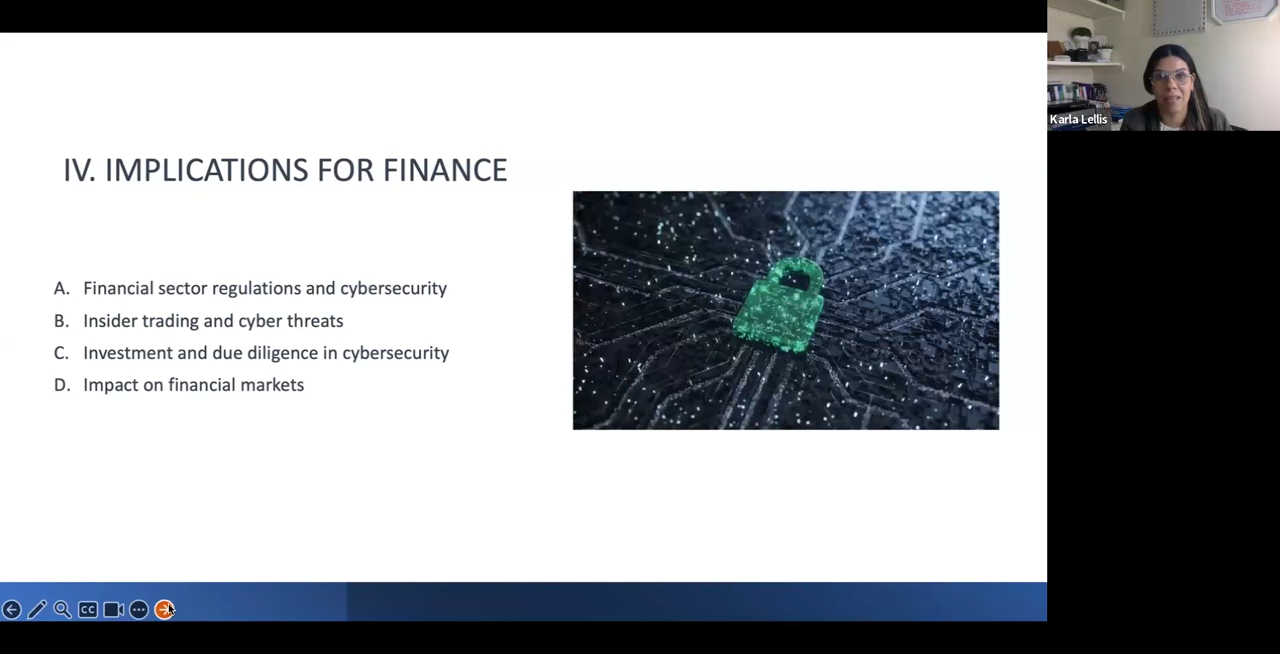 IV. IMPLICATIONS FOR FINANCE
A. Financial sector regulations and cybersecurity
B. Insider trading and cyber threats
C. Investment and due diligence in cybersecurity
D. Impact on financial markets
Karla Lellis
CC